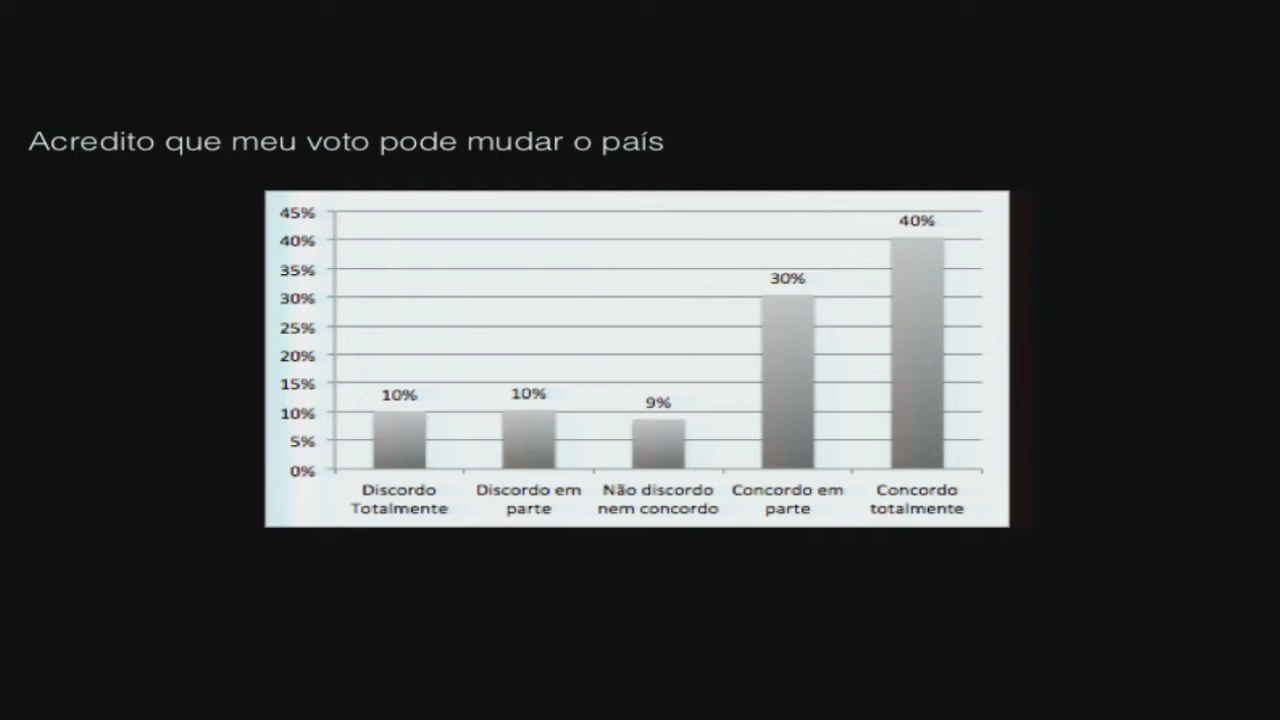 Acredito que meu voto pode mudar o país
45%
40%
35%
30%
25%
20%
15%
10%
5%
0%
10%
10%
9%
30%
40%
Discordo Totalmente
Discordo em parte
Não discordo nem concordo
Concordo em parte
Concordo totalmente